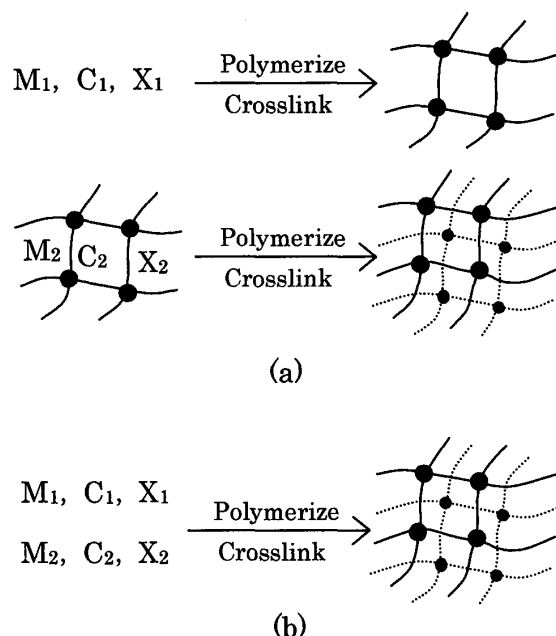 M₁, C₁, X₁
Polymerize
Crosslink
M₂ C₂ X₂
Polymerize
Crosslink
(a)
M₁, C₁, X₁
M₂, C₂, X₂
Polymerize
Crosslink
(b)